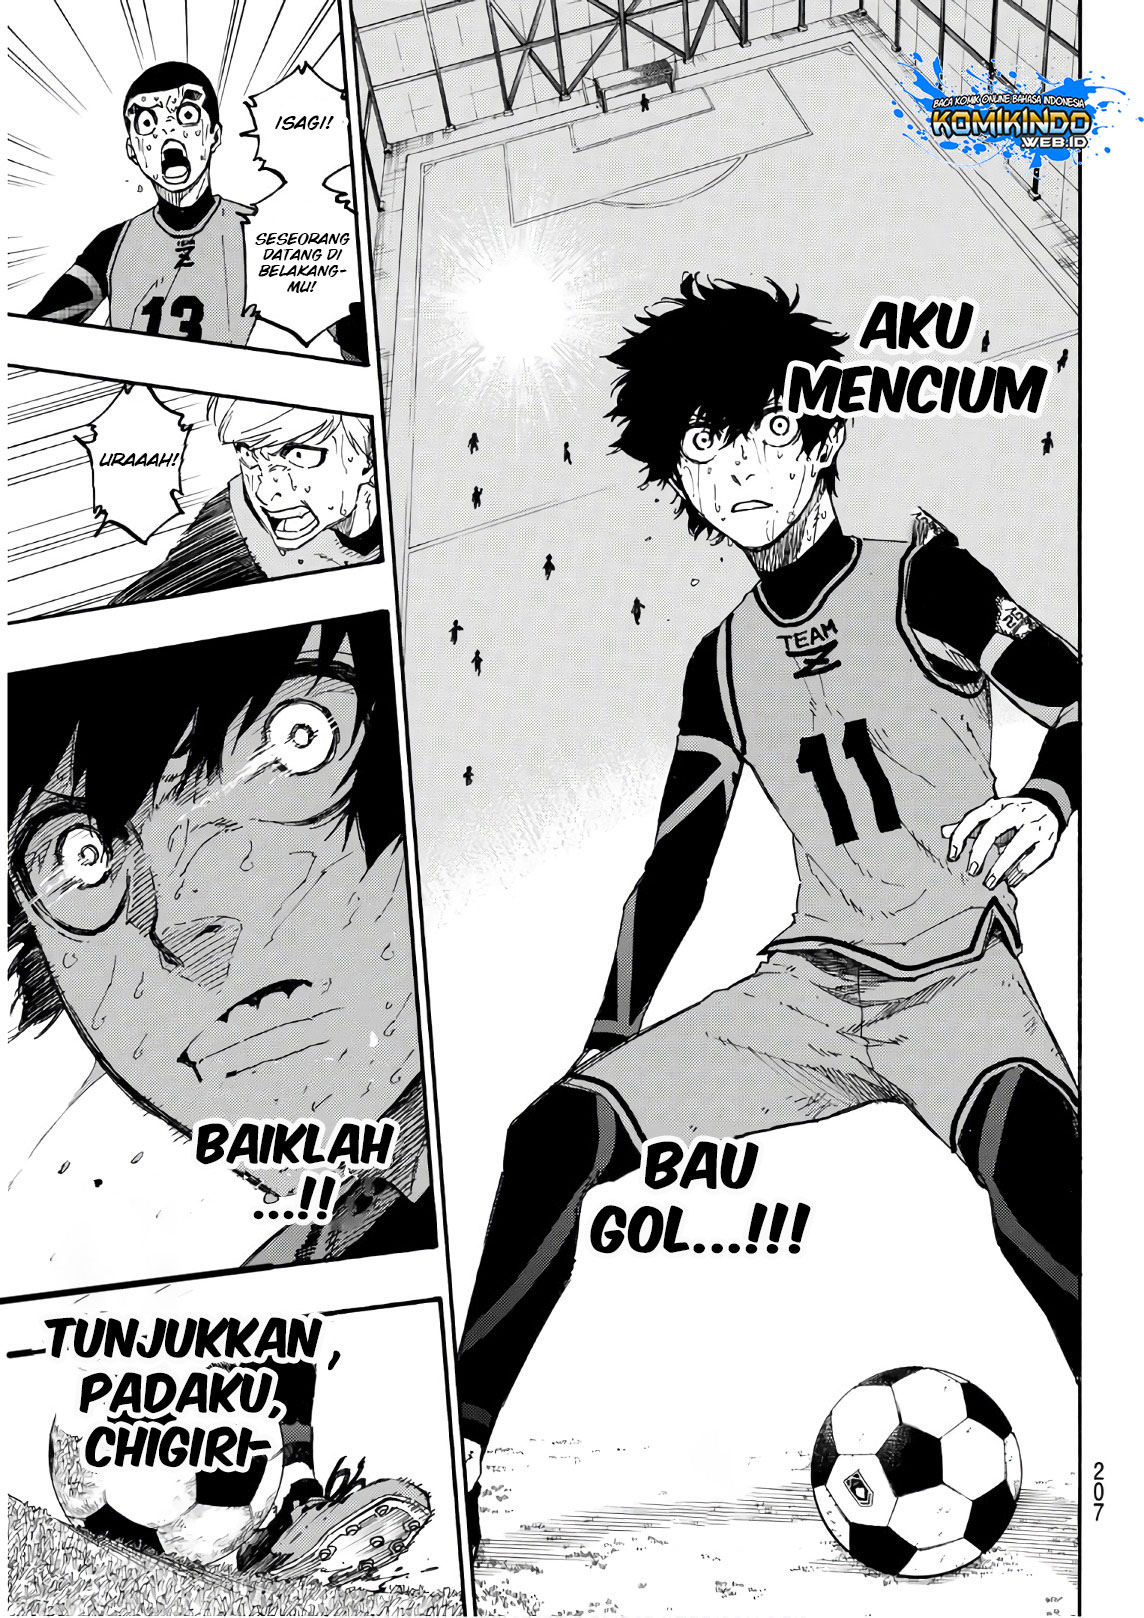 BACA KOMIK ONLINE BAHASA INDONESIA
KOMIKINDO
WEB.ID
AKU
MENCIUM
TEAM
Z
11
BAU
GOL...!!!
ISAGI!
SESEORANG
DATANG DI
BELAKANG-
MU!
TEAM
Z
13
URAAAH!
BAIKLAH
...!!
TUNJUKKAN,
PADAKU,
CHIGIRI-
207